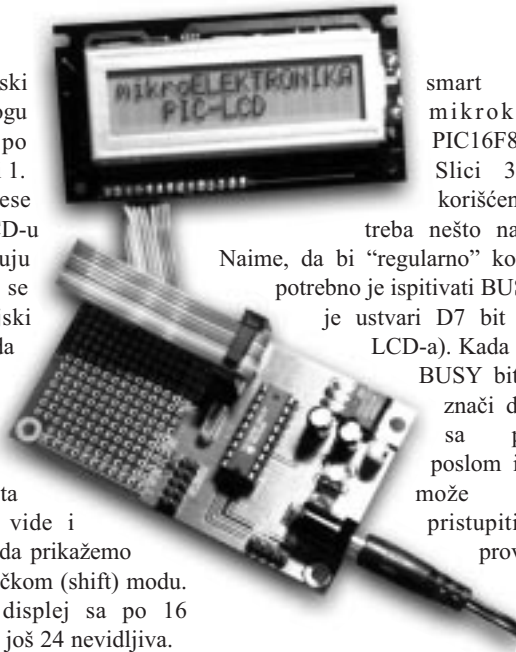 mikroELEKTRONIKA
PIC-LCD
ski
ogu
po
1.
ese
CD-u
uju
se
jski
da
ta
vide i
da prikažemo
čkom (shift) modu.
displej sa po 16
još 24 nevidljiva.
smart
mikrok
PIC16F8
Slici 3
korišćen
treba nešto na
Naime, da bi “regularno” ko
potrebno je ispitivati BUS
je ustvari D7 bit
LCD-a). Kada
BUSY bit
znači d
sa p
poslom i
može
pristupiti
prov